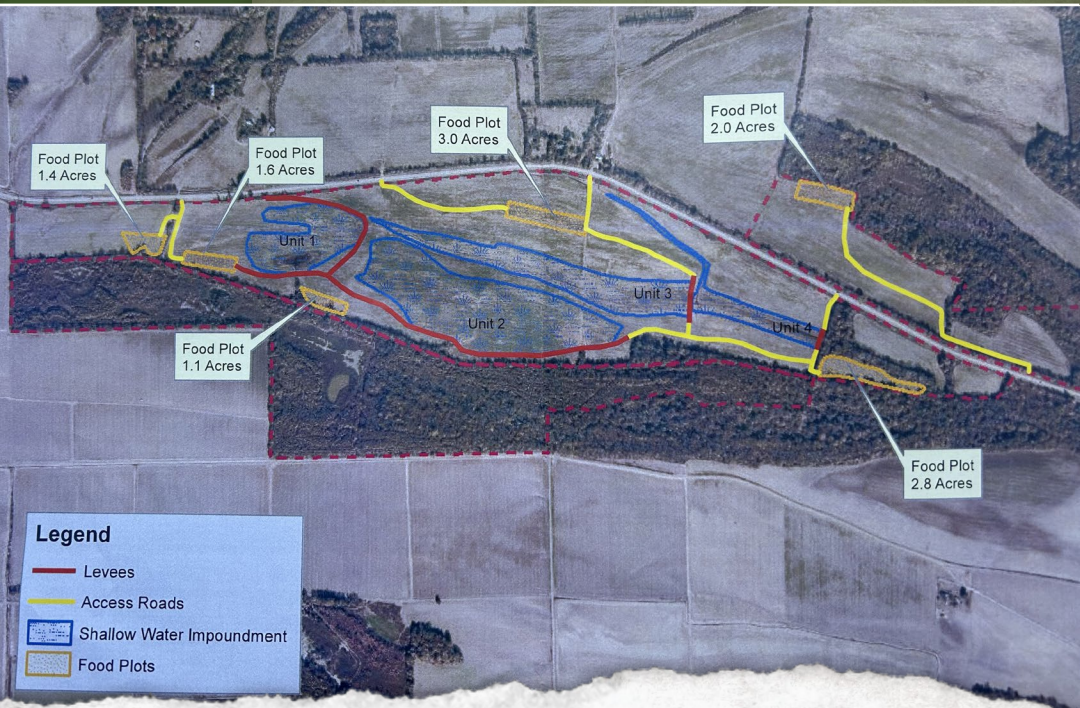 Food Plot
1.4 Acres
Food Plot
1.6 Acres
Food Plot
3.0 Acres
Food Plot
2.0 Acres
Unit 1
Unit 2
Unit 3
Unit 4
Food Plot
1.1 Acres
Food Plot
2.8 Acres
Legend
Levees
Access Roads
Shallow Water Impoundment
Food Plots